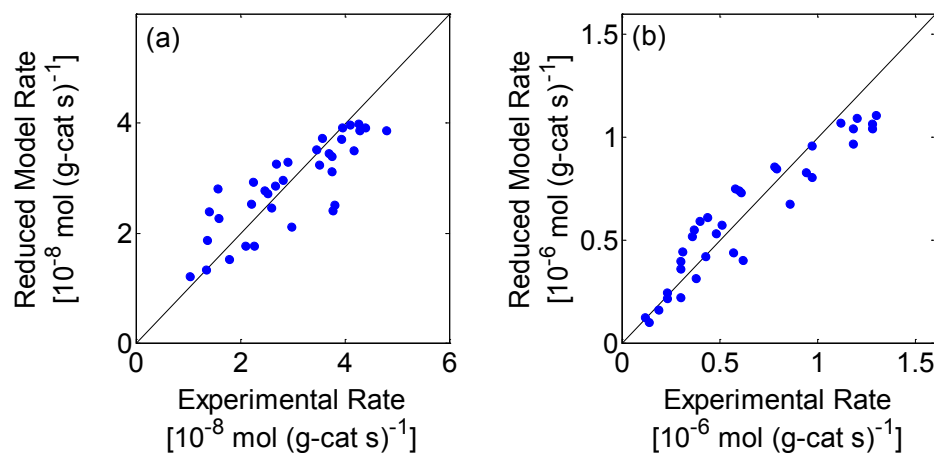 (a)
Reduced Model Rate
[10⁻⁸ mol (g-cat s)⁻¹]
6
4
2
0
0 2 4 6
Experimental Rate
[10⁻⁸ mol (g-cat s)⁻¹]
(b)
Reduced Model Rate
[10⁻⁶ mol (g-cat s)⁻¹]
1.5
1
0.5
0
0 0.5 1 1.5
Experimental Rate
[10⁻⁶ mol (g-cat s)⁻¹]